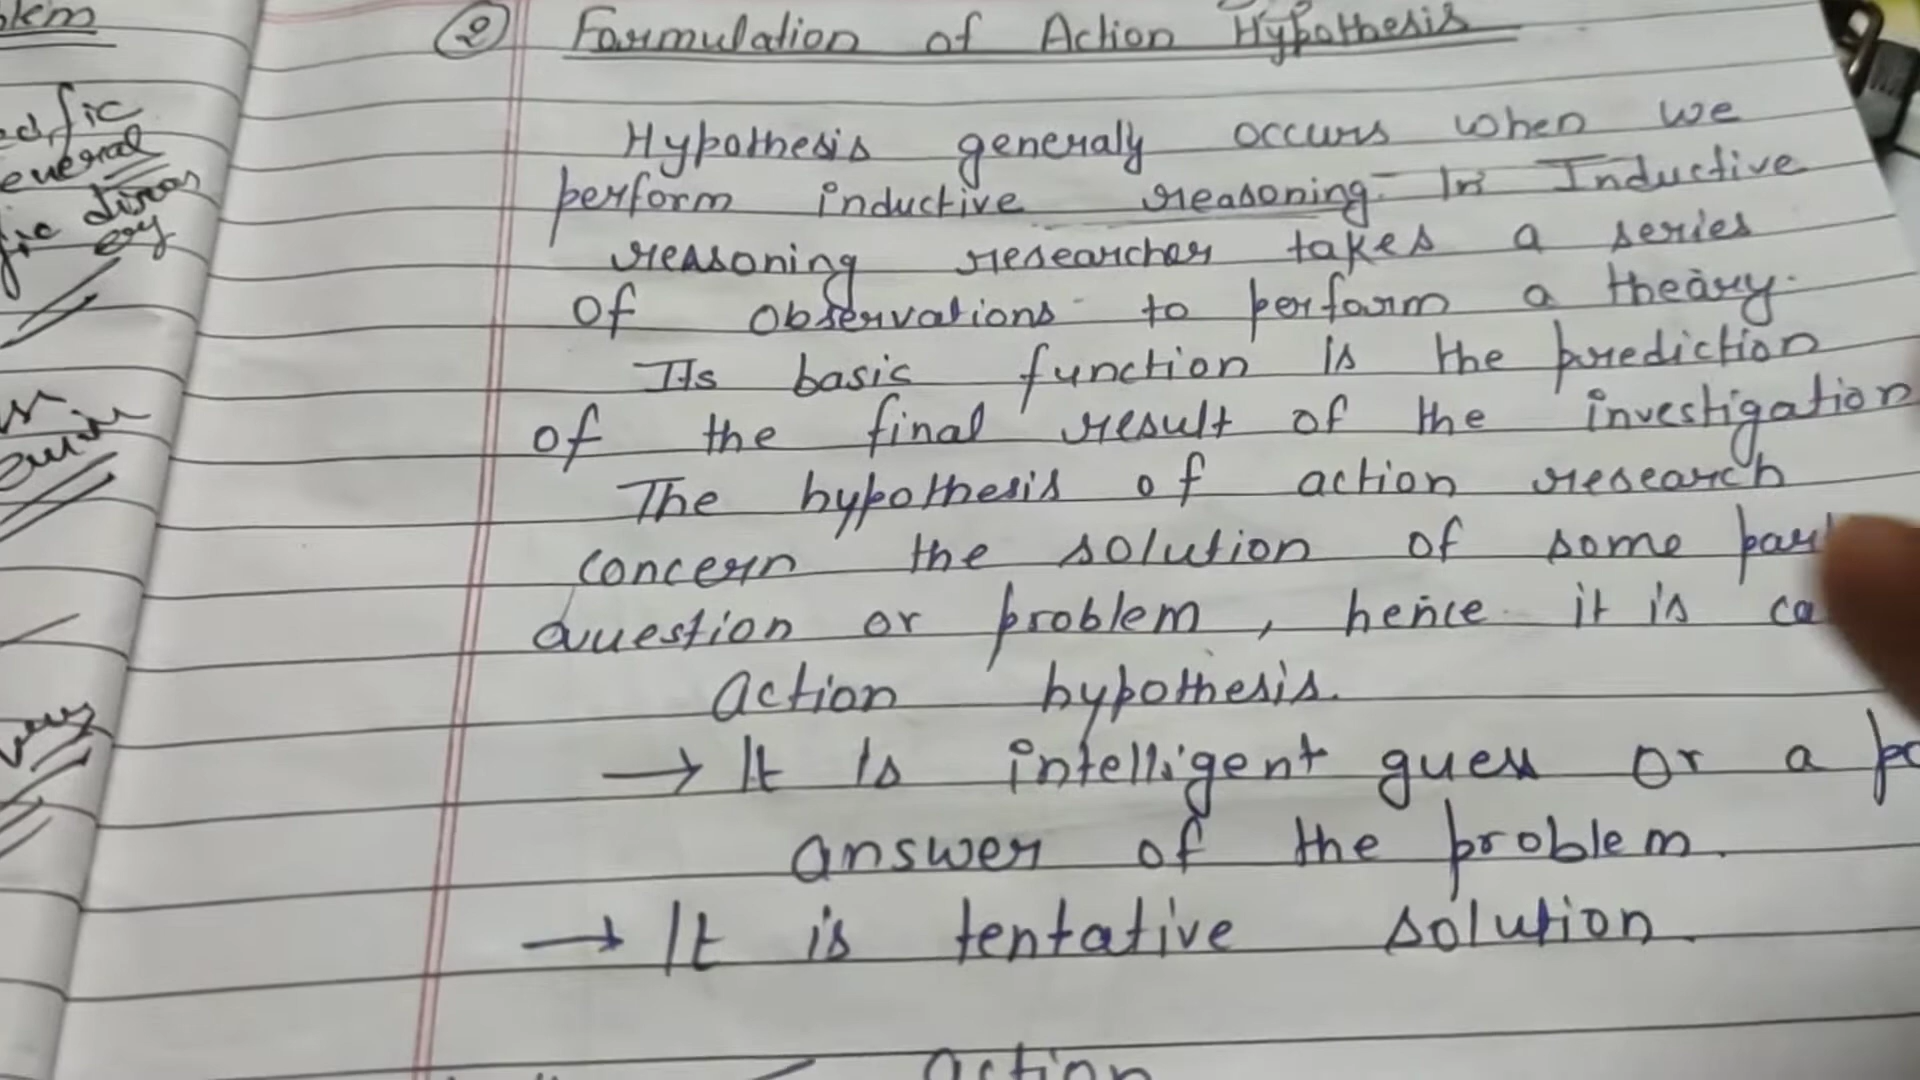 blem
② Formulation of Action Hypothesis
Hypothesis generaly occurs when we
perform inductive reasoning. In Inductive
reasoning researcher takes a series
of observations to perform a theory.
Its basic function is the prediction
of the final result of the investigation
The hypothesis of action research
concern the solution of some
question or problem, hence it is
action hypothesis.
→ It is intelligent guess or a
answer of the problem.
→ It is tentative solution.
action